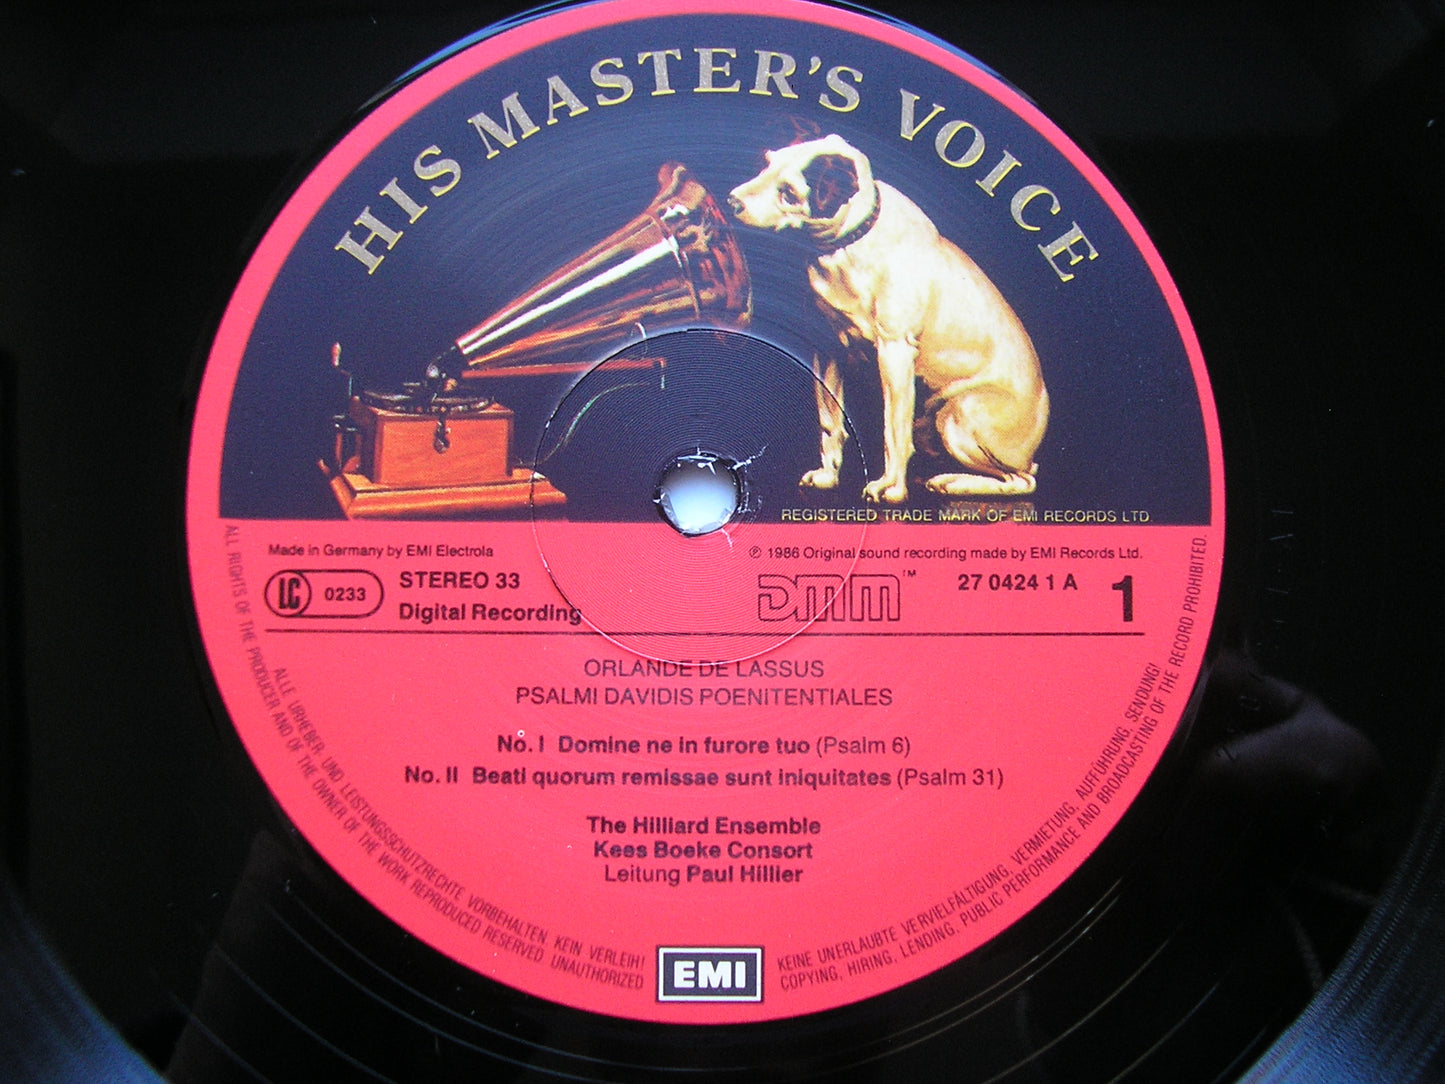 HIS MASTER'S VOICE
REGISTERED TRADE MARK OF EMI RECORDS LTD.
Made in Germany by EMI Electrola
℗ 1986 Original sound recording made by EMI Records Ltd.
LC 0233
STEREO 33
Digital Recording
DMM™
27 0424 1 A
1
ORLANDE DE LASSUS
PSALMI DAVIDIS POENITENTIALES
No. I Domine ne in furore tuo (Psalm 6)
No. II Beati quorum remissae sunt iniquitates (Psalm 31)
The Hilliard Ensemble
Kees Boeke Consort
Leitung Paul Hillier
EMI
ALLE URHEBER- UND LEISTUNGSSCHUTZRECHTE VORBEHALTEN. KEIN VERLEIH! KEINE UNERLAUBTE VERVIELFÄLTIGUNG, VERMIETUNG, AUFFÜHRUNG, SENDUNG!
ALL RIGHTS OF THE PRODUCER AND OF THE OWNER OF THE WORK REPRODUCED RESERVED UNAUTHORIZED COPYING, HIRING, LENDING, PUBLIC PERFORMANCE AND BROADCASTING OF THE RECORD PROHIBITED.